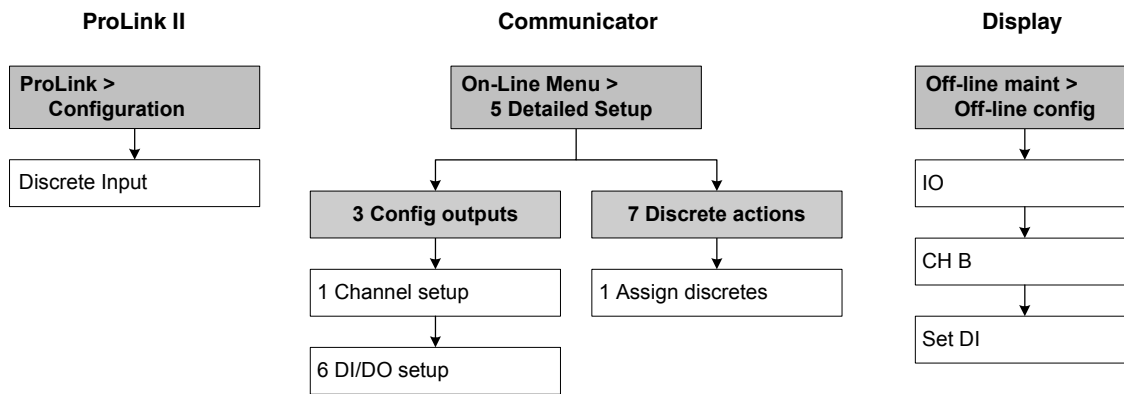 ProLink II
ProLink >
Configuration
Discrete Input
Communicator
On-Line Menu >
5 Detailed Setup
3 Config outputs
1 Channel setup
6 DI/DO setup
7 Discrete actions
1 Assign discretes
Display
Off-line maint >
Off-line config
IO
CH B
Set DI